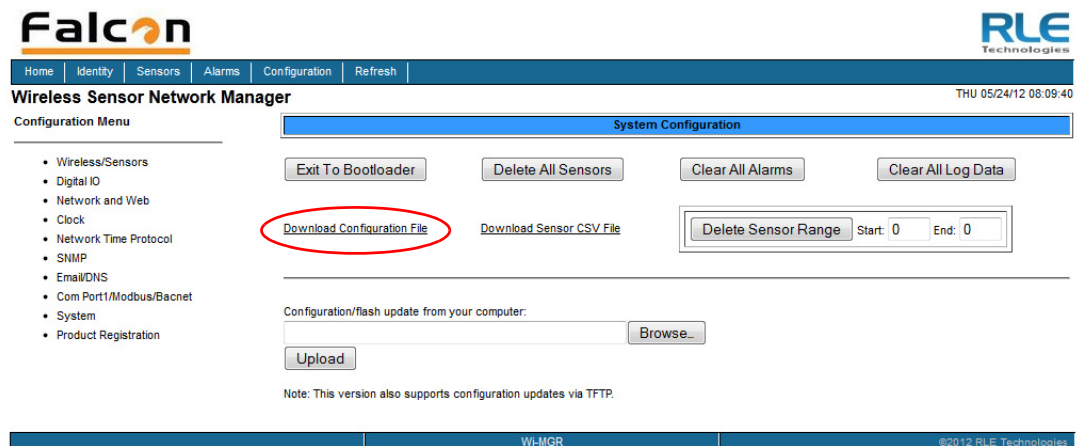 Falcon
RLE
Technologies
Home Identity Sensors Alarms Configuration Refresh
Wireless Sensor Network Manager
THU 05/24/12 08:09:40
Configuration Menu
System Configuration
Wireless/Sensors
Digital IO
Network and Web
Clock
Network Time Protocol
SNMP
Email/DNS
Com Port1/Modbus/Bacnet
System
Product Registration
Exit To Bootloader Delete All Sensors Clear All Alarms Clear All Log Data
Download Configuration File Download Sensor CSV File Delete Sensor Range Start: 0 End: 0
Configuration/flash update from your computer:
Browse...
Upload
Note: This version also supports configuration updates via TFTP.
Wi-MGR ©2012 RLE Technologies